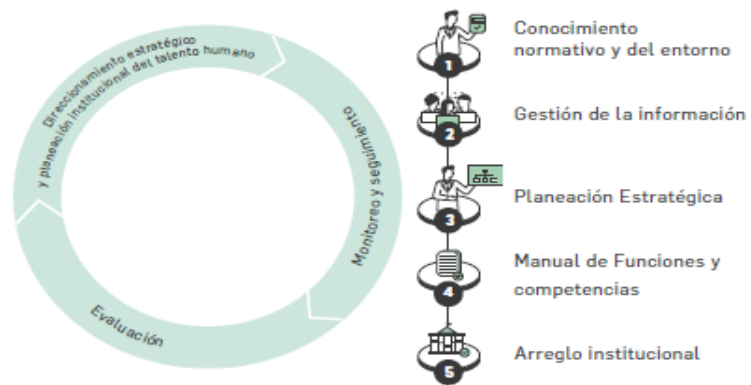 Direccionamiento estratégico
y planeación institucional del talento humano
Monitoreo y seguimiento
Evaluación
1
Conocimiento
normativo y del entorno
2
Gestión de la información
3
Planeación Estratégica
4
Manual de Funciones y
competencias
5
Arreglo institucional